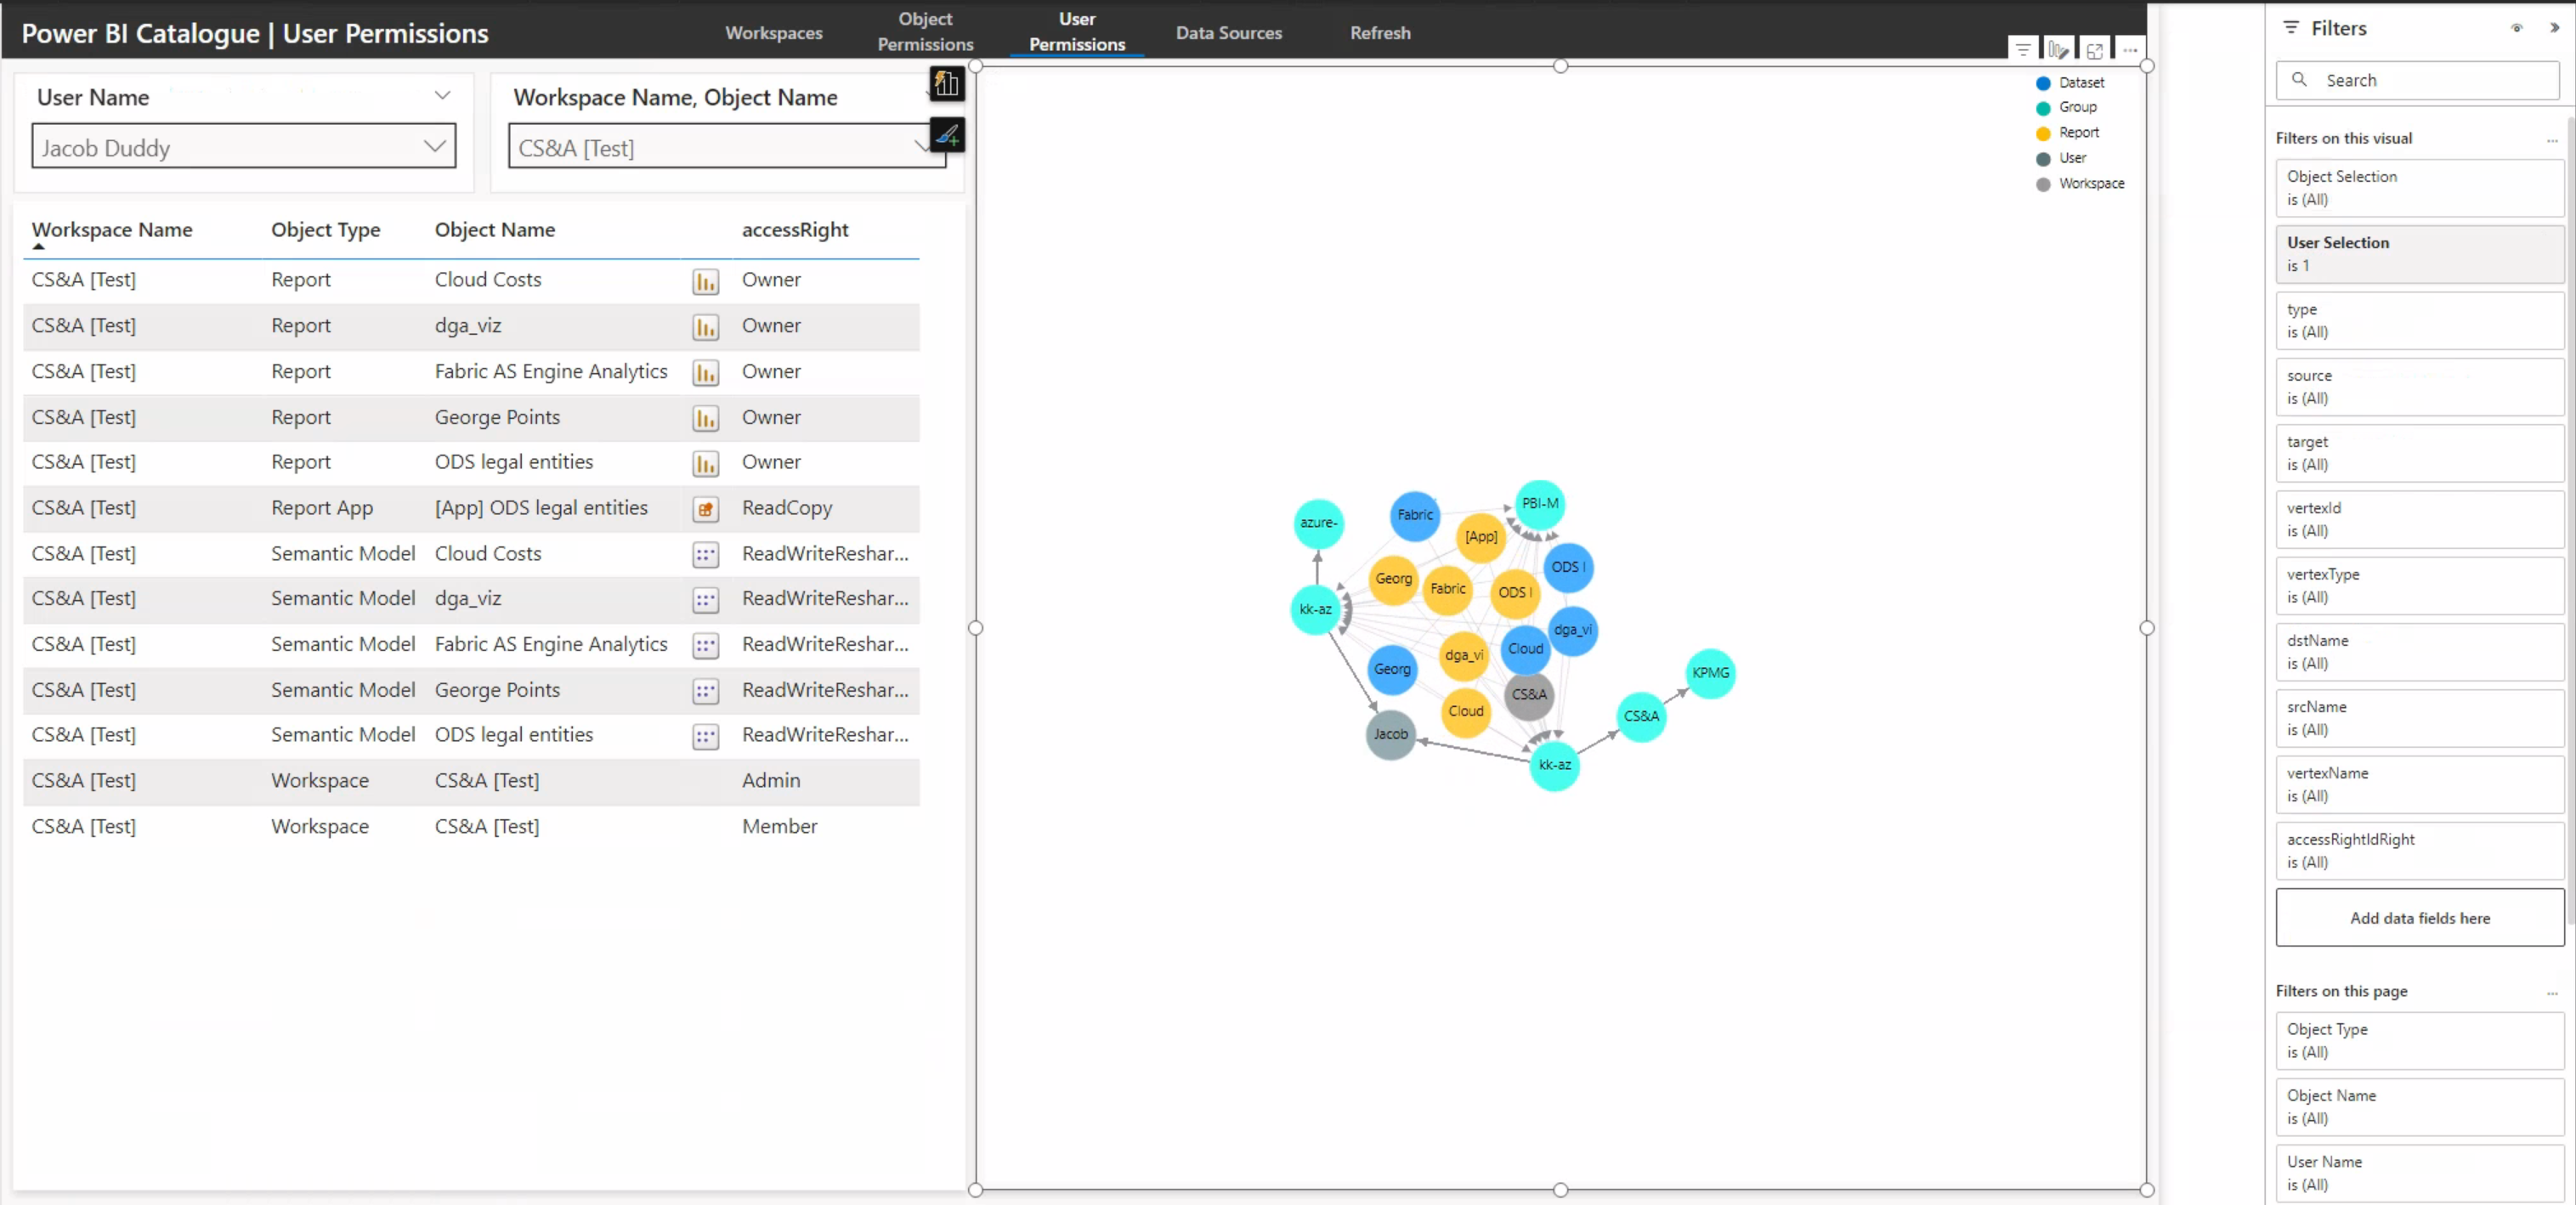 Power BI Catalogue | User Permissions
Workspaces
Object
Permissions
User
Permissions
Data Sources
Refresh
User Name
Jacob Duddy
Workspace Name, Object Name
CS&A [Test]
Workspace Name Object Type Object Name accessRight
CS&A [Test] Report Cloud Costs Owner
CS&A [Test] Report dga_viz Owner
CS&A [Test] Report Fabric AS Engine Analytics Owner
CS&A [Test] Report George Points Owner
CS&A [Test] Report ODS legal entities Owner
CS&A [Test] Report App [App] ODS legal entities ReadCopy
CS&A [Test] Semantic Model Cloud Costs ReadWriteReshar...
CS&A [Test] Semantic Model dga_viz ReadWriteReshar...
CS&A [Test] Semantic Model Fabric AS Engine Analytics ReadWriteReshar...
CS&A [Test] Semantic Model George Points ReadWriteReshar...
CS&A [Test] Semantic Model ODS legal entities ReadWriteReshar...
CS&A [Test] Workspace CS&A [Test] Admin
CS&A [Test] Workspace CS&A [Test] Member
Dataset
Group
Report
User
Workspace
azure-
Fabric
PBI-M
[App]
ODS l
Georg
Fabric
ODS l
kk-az
dga_vi
Cloud
dga_vi
Georg
KPMG
CS&A
Cloud
CS&A
Jacob
kk-az
Filters
Search
Filters on this visual
...
Object Selection
is (All)
User Selection
is 1
type
is (All)
source
is (All)
target
is (All)
vertexId
is (All)
vertexType
is (All)
dstName
is (All)
srcName
is (All)
vertexName
is (All)
accessRightIdRight
is (All)
Add data fields here
Filters on this page
...
Object Type
is (All)
Object Name
is (All)
User Name
is (All)